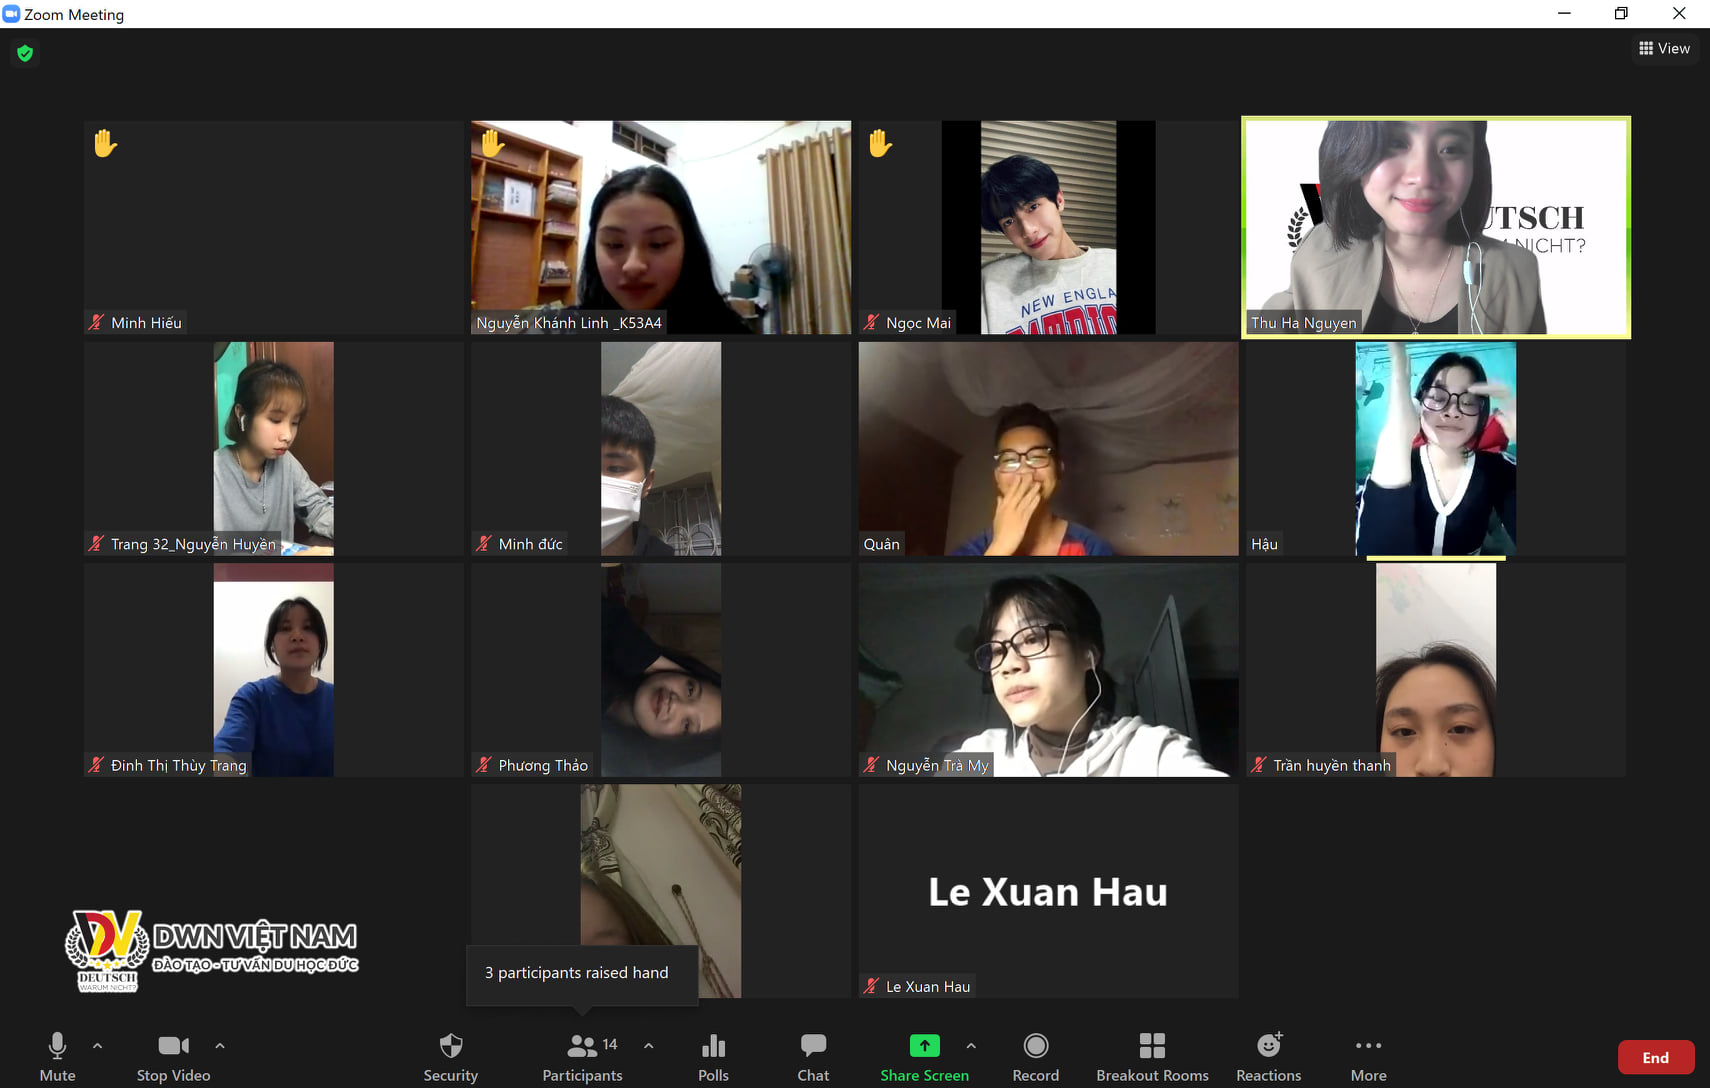 Zoom Meeting
View
Minh Hiếu
Nguyễn Khánh Linh _K53A4
NEW ENGLA
Ngọc Mai
EUTSCH
NICHT?
Thu Ha Nguyen
Trang 32_Nguyễn Huyền
Minh đức
Quân
Hậu
Đinh Thị Thùy Trang
Phương Thảo
Nguyễn Trà My
Trần huyền thanh
Le Xuan Hau
Le Xuan Hau
DWN VIỆT NAM
ĐÀO TẠO - TƯ VẤN DU HỌC ĐỨC
DEUTSCH
WARUM NICHT?
3 participants raised hand
14
Mute
Stop Video
Security
Participants
Polls
Chat
Share Screen
Record
Breakout Rooms
Reactions
More
End